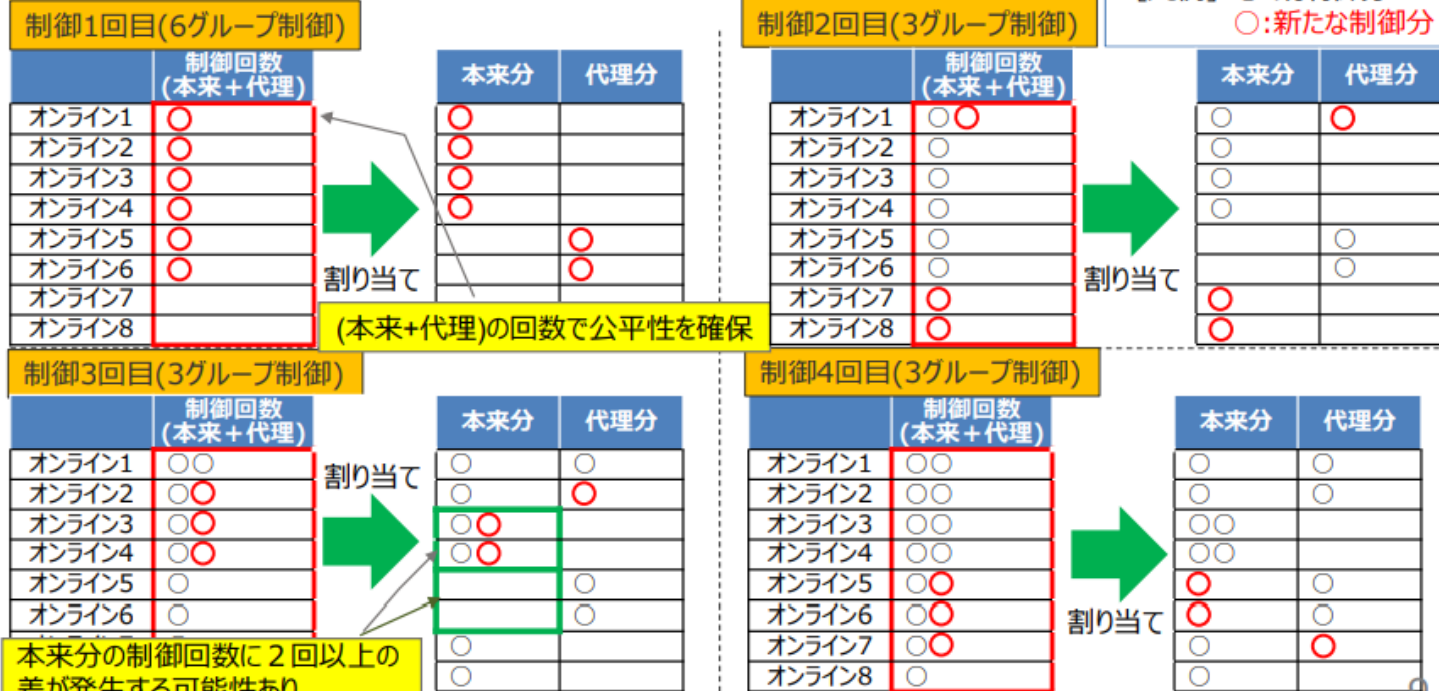 制御1回目(6グループ制御)
制御回数
(本来+代理)
本来分 代理分
オンライン1 ○ ○
オンライン2 ○ ○
オンライン3 ○ ○
オンライン4 ○ ○
オンライン5 ○ ○
オンライン6 ○ ○
オンライン7
オンライン8
割り当て
(本来+代理)の回数で公平性を確保
制御2回目(3グループ制御)
○:新たな制御分
制御回数
(本来+代理)
本来分 代理分
オンライン1 ○○ ○ ○
オンライン2 ○ ○
オンライン3 ○ ○
オンライン4 ○ ○
オンライン5 ○ ○
オンライン6 ○ ○
オンライン7 ○ ○
オンライン8 ○ ○
割り当て
制御3回目(3グループ制御)
制御回数
(本来+代理)
本来分 代理分
オンライン1 ○○ ○ ○
オンライン2 ○○ ○ ○
オンライン3 ○○ ○○
オンライン4 ○○ ○○
オンライン5 ○ ○
オンライン6 ○ ○
○
○
割り当て
本来分の制御回数に2回以上の
差が発生する可能性あり
制御4回目(3グループ制御)
制御回数
(本来+代理)
本来分 代理分
オンライン1 ○○ ○ ○
オンライン2 ○○ ○ ○
オンライン3 ○○ ○○
オンライン4 ○○ ○○
オンライン5 ○○ ○ ○
オンライン6 ○○ ○ ○
オンライン7 ○○ ○ ○
オンライン8 ○ ○
割り当て